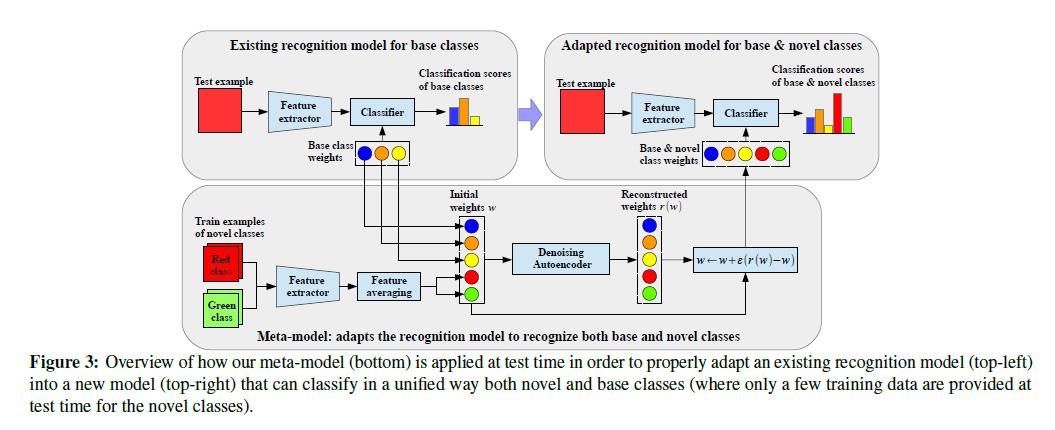 Existing recognition model for base classes
Test example
Feature
extractor
Classifier
Classification scores
of base classes
Base class
weights
Adapted recognition model for base & novel classes
Test example
Feature
extractor
Classifier
Classification scores
of base & novel classes
Base & novel
class weights
Train examples
of novel classes
Red
class
Green
class
Feature
extractor
Feature
averaging
Initial
weights w
Denoising
Autoencoder
Reconstructed
weights r(w)
w←w+ε(r(w)−w)
Meta-model: adapts the recognition model to recognize both base and novel classes
Figure 3: Overview of how our meta-model (bottom) is applied at test time in order to properly adapt an existing recognition model (top-left)
into a new model (top-right) that can classify in a unified way both novel and base classes (where only a few training data are provided at
test time for the novel classes).